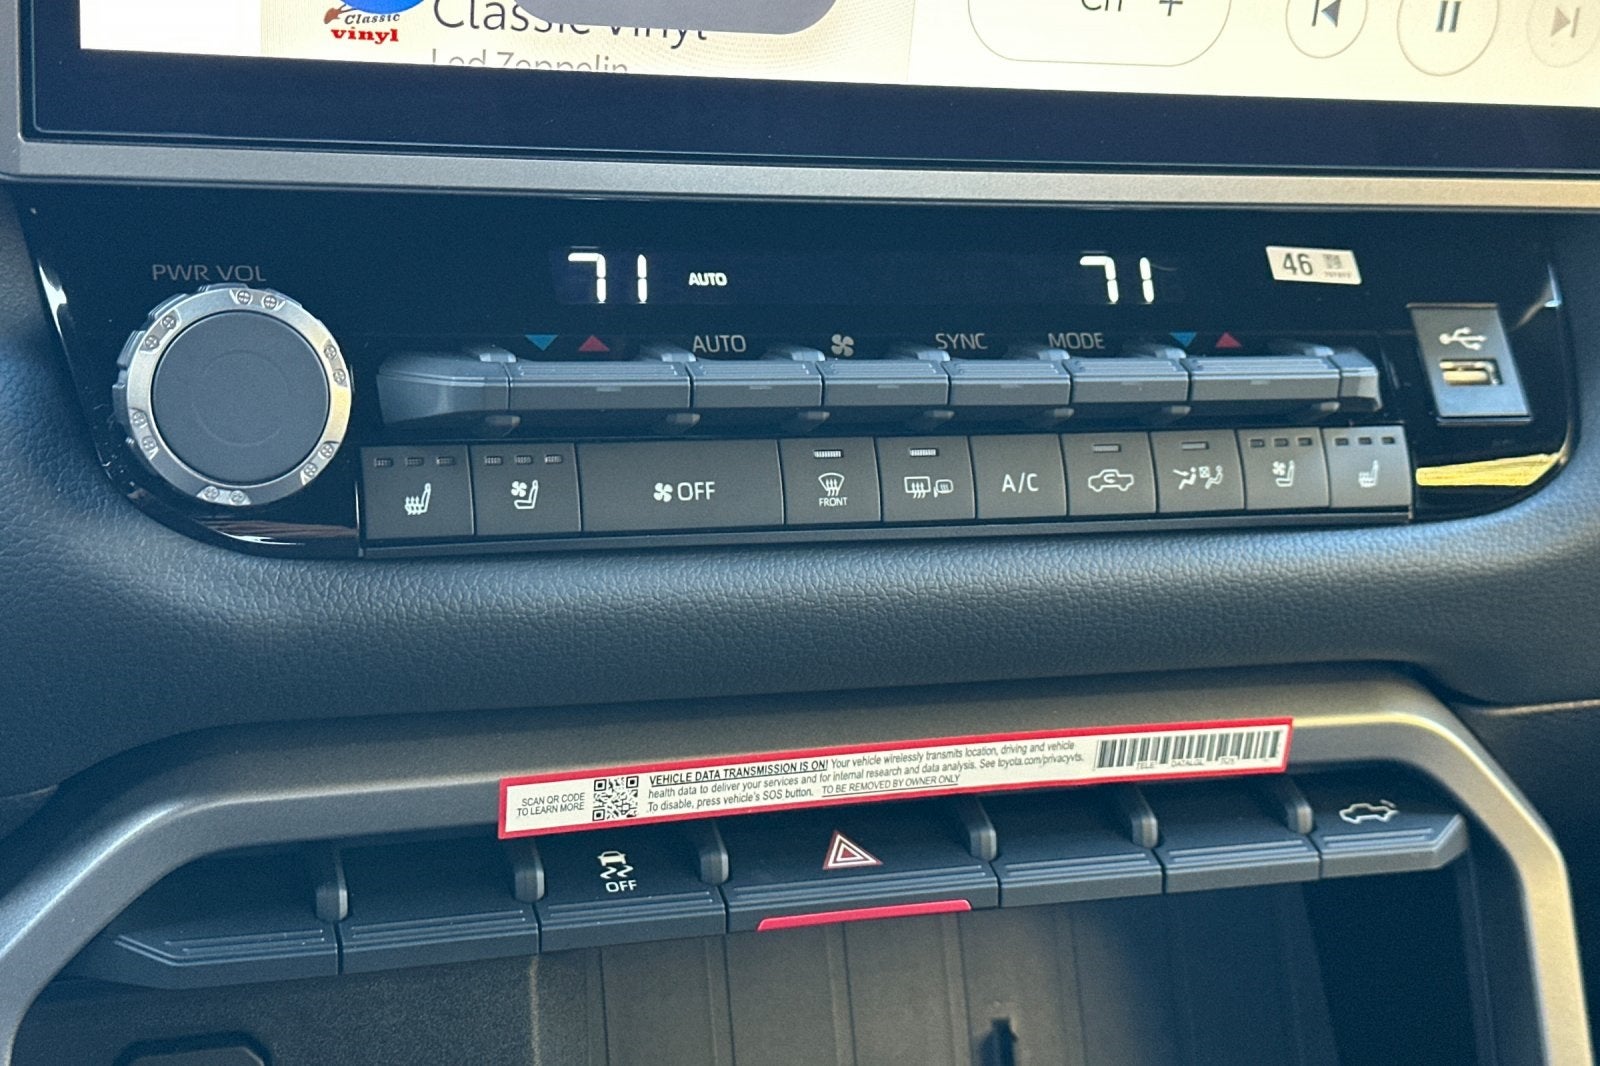 Classic
vinyl
Classic Vinyl
Led Zeppelin
PWR VOL
71
AUTO
71
46
AUTO
SYNC
MODE
OFF
FRONT
A/C
SCAN QR CODE
TO LEARN MORE
VEHICLE DATA TRANSMISSION IS ON! Your vehicle wirelessly transmits location, driving and vehicle
health data to deliver your services and for internal research and data analysis. See toyota.com/privacyvts.
To disable, press vehicle's SOS button. TO BE REMOVED BY OWNER ONLY
OFF